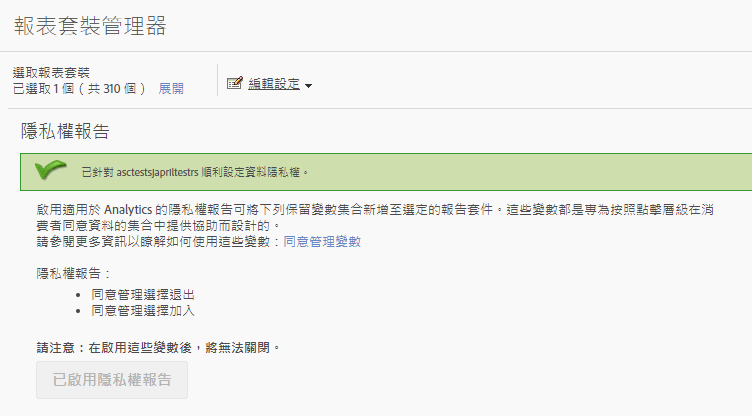 報表套裝管理器
選取報表套裝
已選取 1 個 ( 共 310 個 ) 展開
編輯設定
隱私權報告
已針對 asctestsjapriltestrs 順利設定資料隱私權。
啟用適用於 Analytics 的隱私權報告可將下列保留變數集合新增至選定的報告套件。這些變數都是專為按照點擊層級在消
費者同意資料的集合中提供協助而設計的。
請參閱更多資訊以瞭解如何使用這些變數：同意管理變數
隱私權報告：
• 同意管理選擇退出
• 同意管理選擇加入
請注意：在啟用這些變數後，將無法關閉。
已啟用隱私權報告